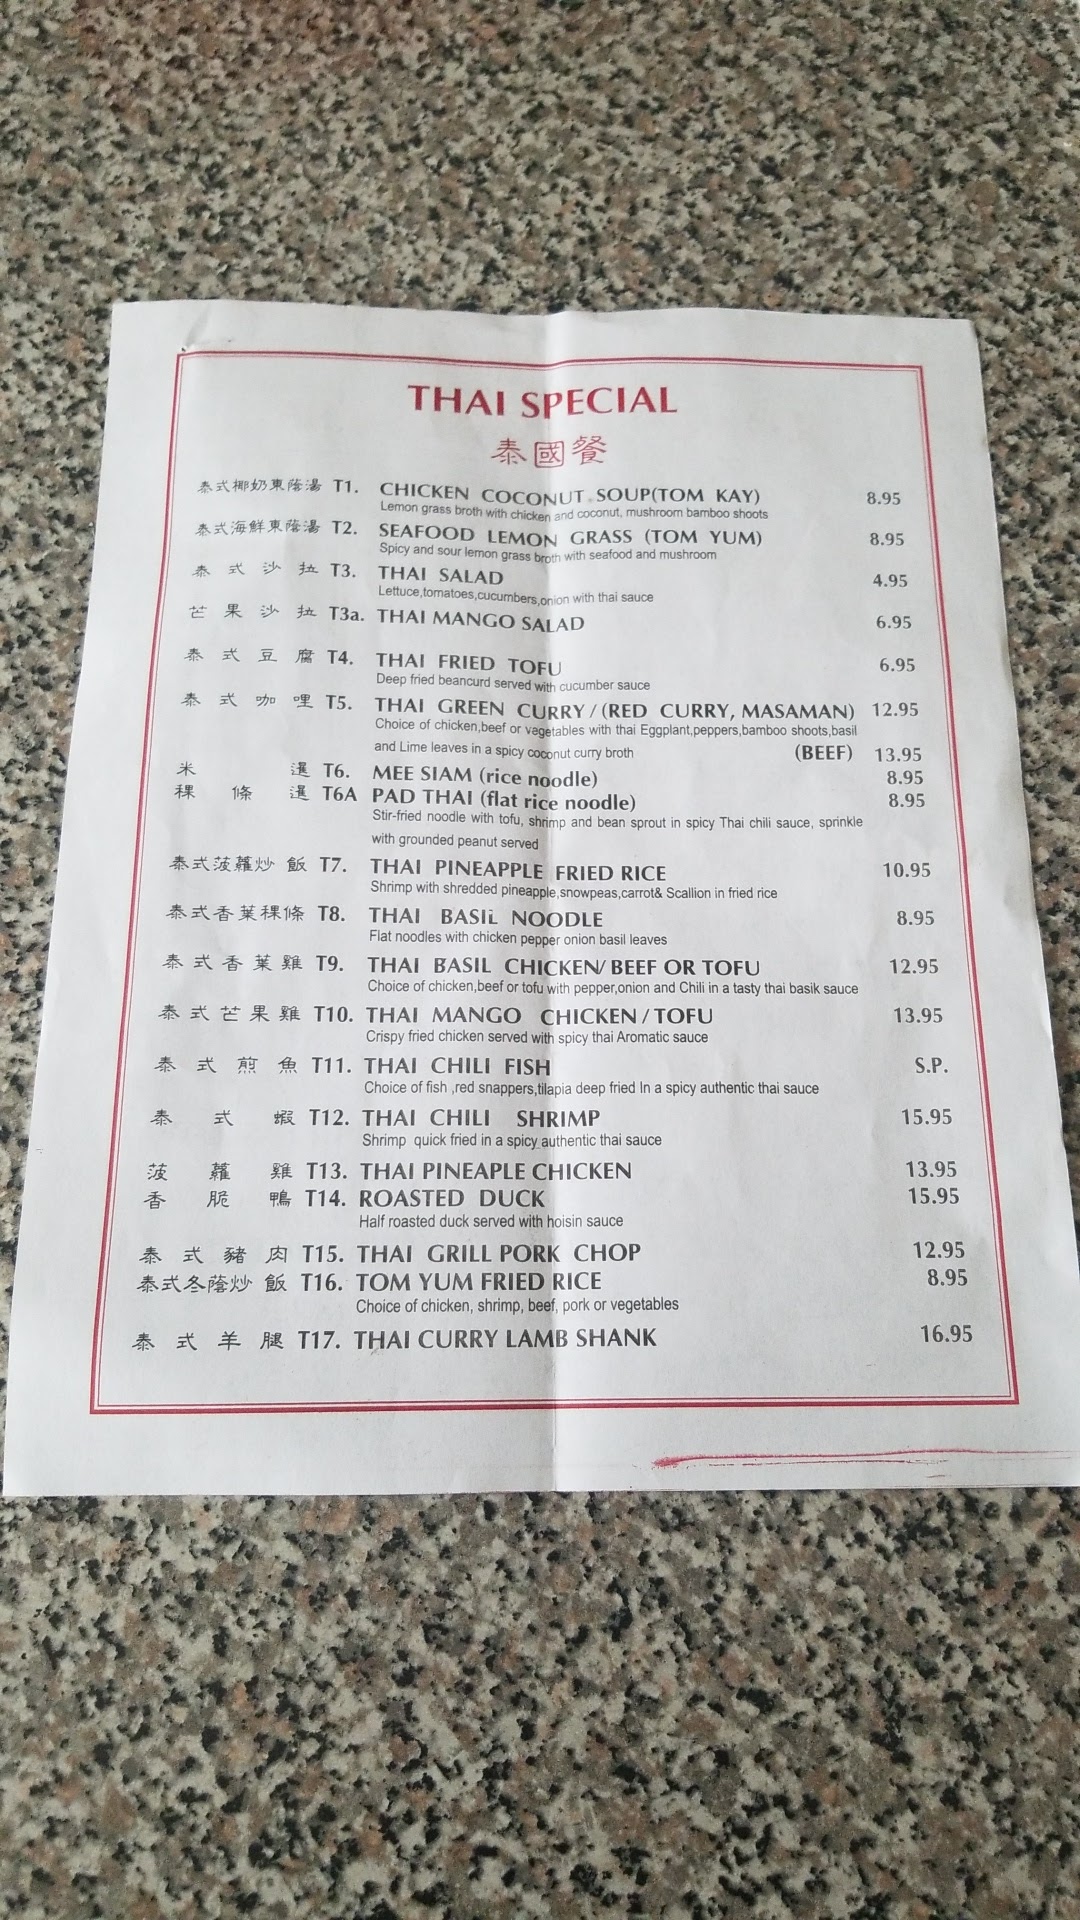 THAI SPECIAL
泰國餐
泰式椰奶東蔭湯 T1. CHICKEN COCONUT SOUP(TOM KAY) 8.95
Lemon grass broth with chicken and coconut, mushroom bamboo shoots
泰式海鮮東蔭湯 T2. SEAFOOD LEMON GRASS (TOM YUM) 8.95
Spicy and sour lemon grass broth with seafood and mushroom
泰式沙拉 T3. THAI SALAD 4.95
Lettuce,tomatoes,cucumbers,onion with thai sauce
芒果沙拉 T3a. THAI MANGO SALAD 6.95
泰式豆腐 T4. THAI FRIED TOFU 6.95
Deep fried beancurd served with cucumber sauce
泰式咖哩 T5. THAI GREEN CURRY/(RED CURRY, MASAMAN) 12.95
Choice of chicken,beef or vegetables with thai Eggplant,peppers,bamboo shoots,basil
and Lime leaves in a spicy coconut curry broth (BEEF) 13.95
米暹 T6. MEE SIAM (rice noodle) 8.95
稞條暹 T6A PAD THAI (flat rice noodle) 8.95
Stir-fried noodle with tofu, shrimp and bean sprout in spicy Thai chili sauce, sprinkle
with grounded peanut served
泰式菠蘿炒飯 T7. THAI PINEAPPLE FRIED RICE 10.95
Shrimp with shredded pineapple,snowpeas,carrot& Scallion in fried rice
泰式香葉稞條 T8. THAI BASIL NOODLE 8.95
Flat noodles with chicken pepper onion basil leaves
泰式香葉雞 T9. THAI BASIL CHICKEN/BEEF OR TOFU 12.95
Choice of chicken,beef or tofu with pepper,onion and Chili in a tasty thai basik sauce
泰式芒果雞 T10. THAI MANGO CHICKEN/TOFU 13.95
Crispy fried chicken served with spicy thai Aromatic sauce
泰式煎魚 T11. THAI CHILI FISH S.P.
Choice of fish ,red snappers,tilapia deep fried In a spicy authentic thai sauce
泰式蝦 T12. THAI CHILI SHRIMP 15.95
Shrimp quick fried in a spicy authentic thai sauce
菠蘿雞 T13. THAI PINEAPLE CHICKEN 13.95
香脆鴨 T14. ROASTED DUCK 15.95
Half roasted duck served with hoisin sauce
泰式豬肉 T15. THAI GRILL PORK CHOP 12.95
泰式冬蔭炒飯 T16. TOM YUM FRIED RICE 8.95
Choice of chicken, shrimp, beef, pork or vegetables
泰式羊腿 T17. THAI CURRY LAMB SHANK 16.95